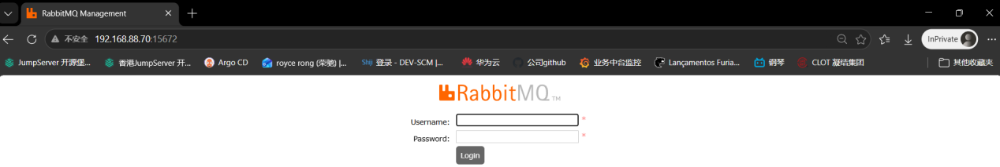 RabbitMQ Management
不安全 192.168.88.70:15672
InPrivate
JumpServer 开源堡...
香港JumpServer 开...
Argo CD
royce rong (荣驰) |...
Shiji 登录 - DEV-SCM |...
华为云
公司github
业务中台监控
Lançamentos Furia...
钢琴
CLOT 凝结集团
其他收藏夹
RabbitMQ TM
Username: *
Password: *
Login